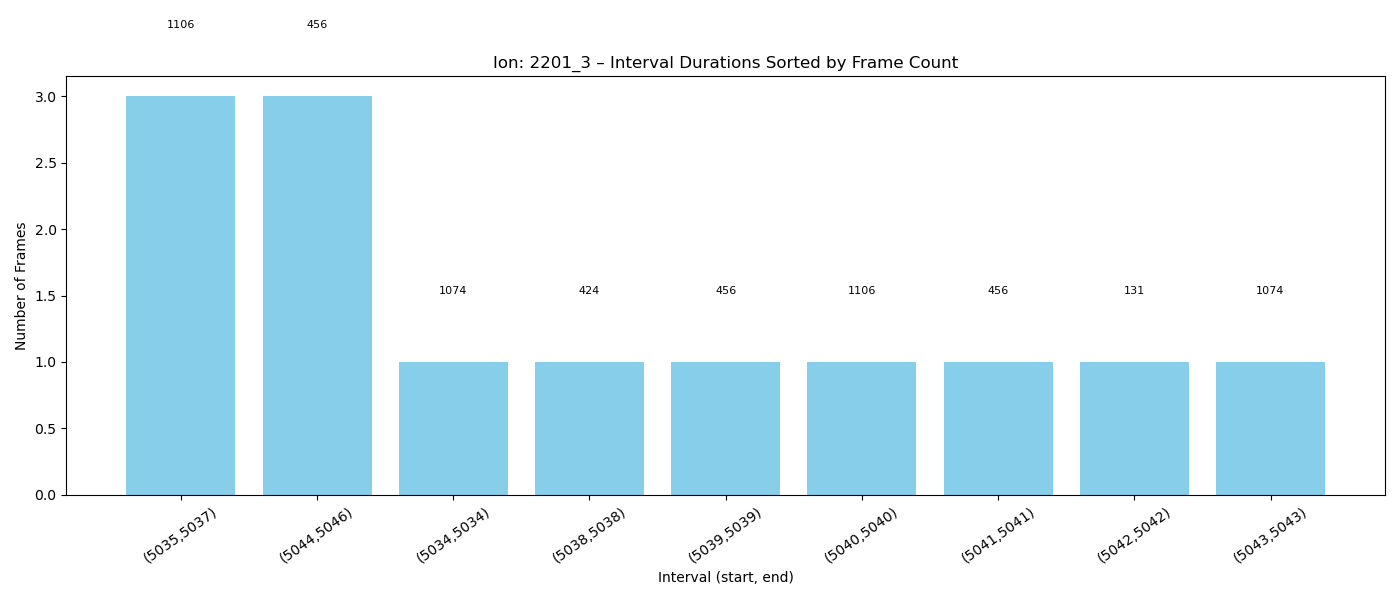 1106 456
Ion: 2201_3 – Interval Durations Sorted by Frame Count
3.0
2.5
2.0
1.5
1.0
0.5
0.0
Number of Frames
1074 424 456 1106 456 131 1074
(5035,5037) (5044,5046) (5034,5034) (5038,5038) (5039,5039) (5040,5040) (5041,5041) (5042,5042) (5043,5043)
Interval (start, end)